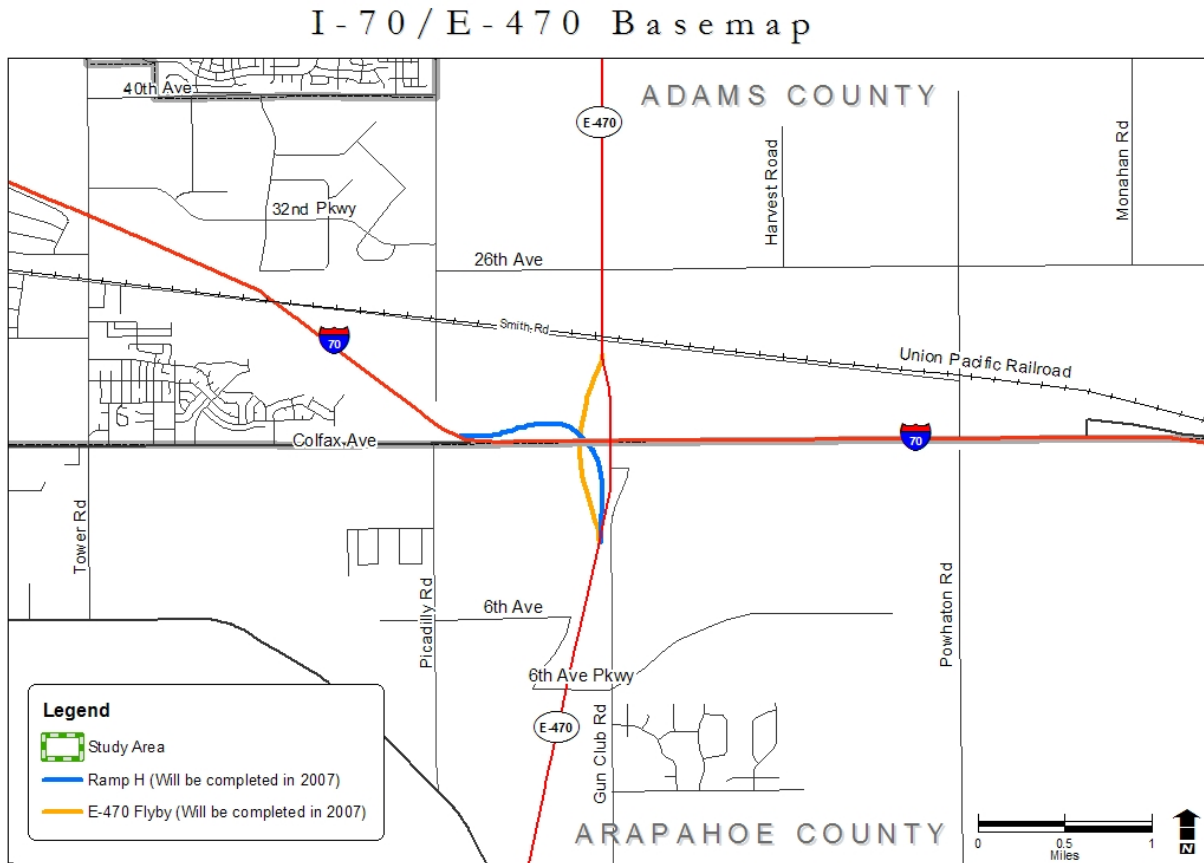 I-70/E-470 Basemap
40th Ave
ADAMS COUNTY
E-470
Harvest Road
Monahan Rd
32nd Pkwy
26th Ave
Smith Rd
70
Union Pacific Railroad
Colfax Ave
70
Tower Rd
Picadilly Rd
6th Ave
Powhaton Rd
6th Ave Pkwy
E-470
Gun Club Rd
Legend
Study Area
Ramp H (Will be completed in 2007)
E-470 Flyby (Will be completed in 2007)
ARAPAHOE COUNTY
0 0.5 1
Miles
N